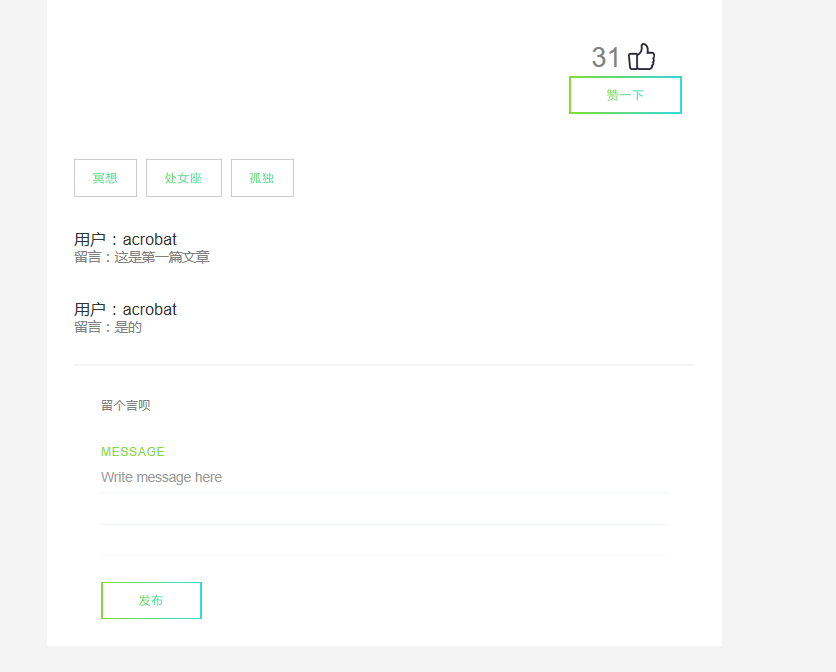 31
赞一下
冥想 处女座 孤独
用户：acrobat
留言：这是第一篇文章
用户：acrobat
留言：是的
留个言呗
MESSAGE
Write message here
发布